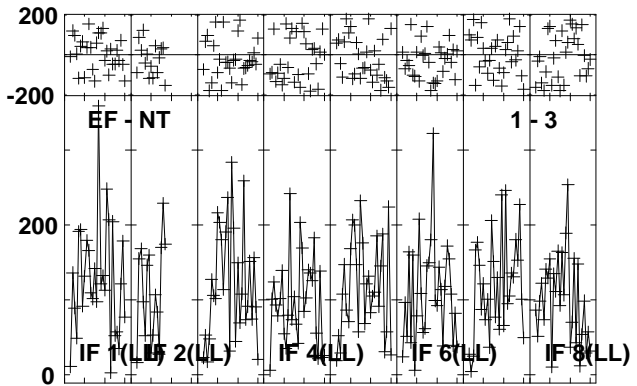 200
-200
EF - NT 1 - 3
200
0
IF 1(LL) IF 2(LL) IF 4(LL) IF 6(LL) IF 8(LL)